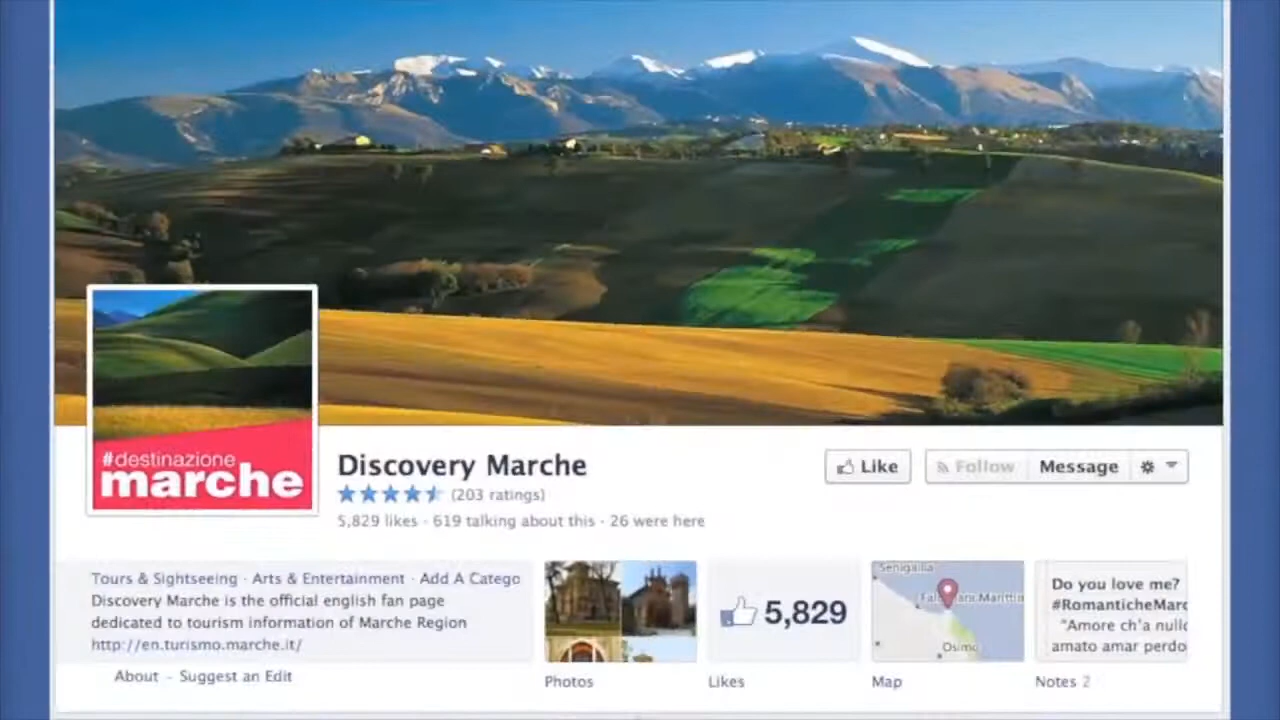 #destinazione
marche
Discovery Marche
(203 ratings)
5,829 likes · 619 talking about this · 26 were here
Like
Follow
Message
Tours & Sightseeing · Arts & Entertainment · Add A Catego
Discovery Marche is the official english fan page
dedicated to tourism information of Marche Region
http://en.turismo.marche.it/
About - Suggest an Edit
Photos
5,829
Likes
Senigallia
Osimo
Map
Do you love me?
#RomanticheMarc
"Amore ch'a nullo
amato amar perdo
Notes 2